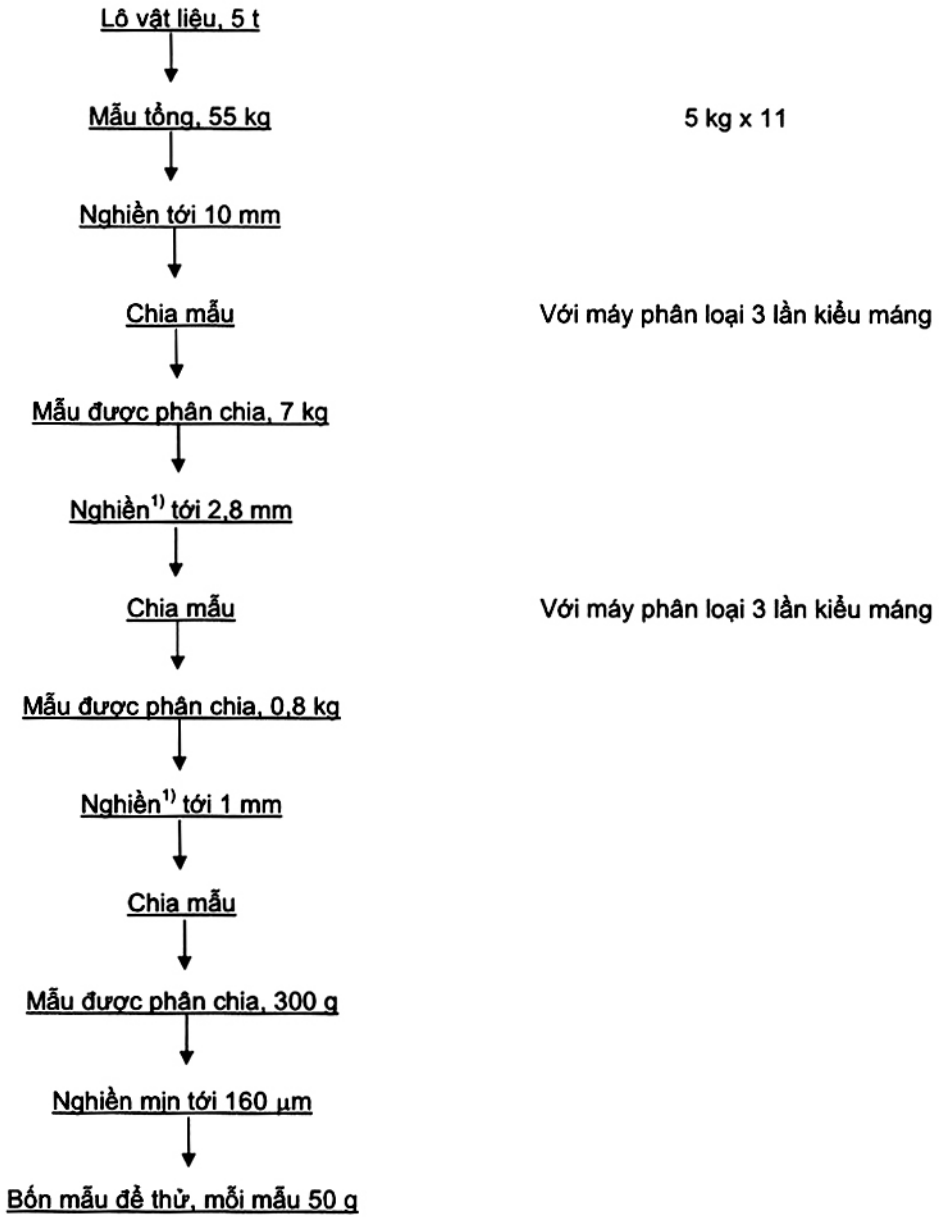 Lô vật liệu, 5 t
Mẫu tổng, 55 kg 5 kg x 11
Nghiền tới 10 mm
Chia mẫu Với máy phân loại 3 lần kiểu máng
Mẫu được phân chia, 7 kg
Nghiền¹⁾ tới 2,8 mm
Chia mẫu Với máy phân loại 3 lần kiểu máng
Mẫu được phân chia, 0,8 kg
Nghiền¹⁾ tới 1 mm
Chia mẫu
Mẫu được phân chia, 300 g
Nghiền mịn tới 160 μm
Bốn mẫu để thử, mỗi mẫu 50 g